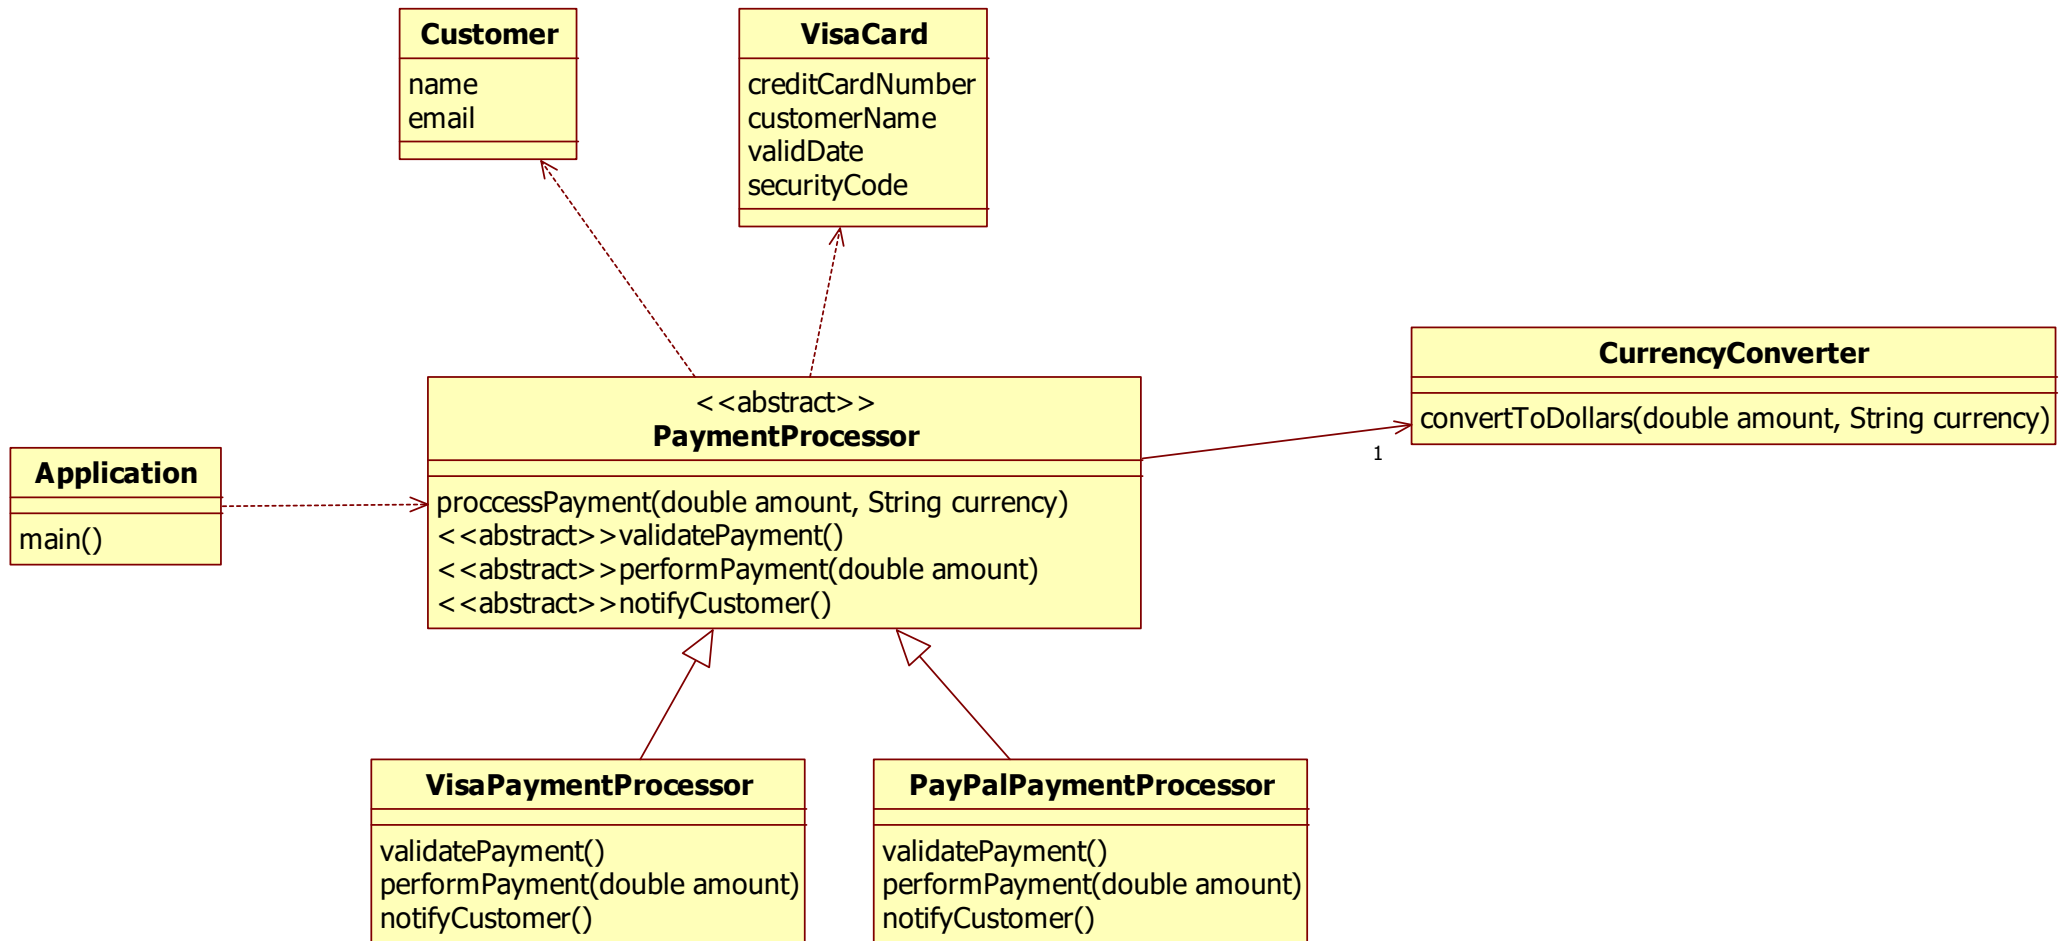 Customer
name
email
VisaCard
creditCardNumber
customerName
validDate
securityCode
CurrencyConverter
convertToDollars(double amount, String currency)
1
<<abstract>>
PaymentProcessor
proccessPayment(double amount, String currency)
<<abstract>>validatePayment()
<<abstract>>performPayment(double amount)
<<abstract>>notifyCustomer()
Application
main()
VisaPaymentProcessor
validatePayment()
performPayment(double amount)
notifyCustomer()
PayPalPaymentProcessor
validatePayment()
performPayment(double amount)
notifyCustomer()